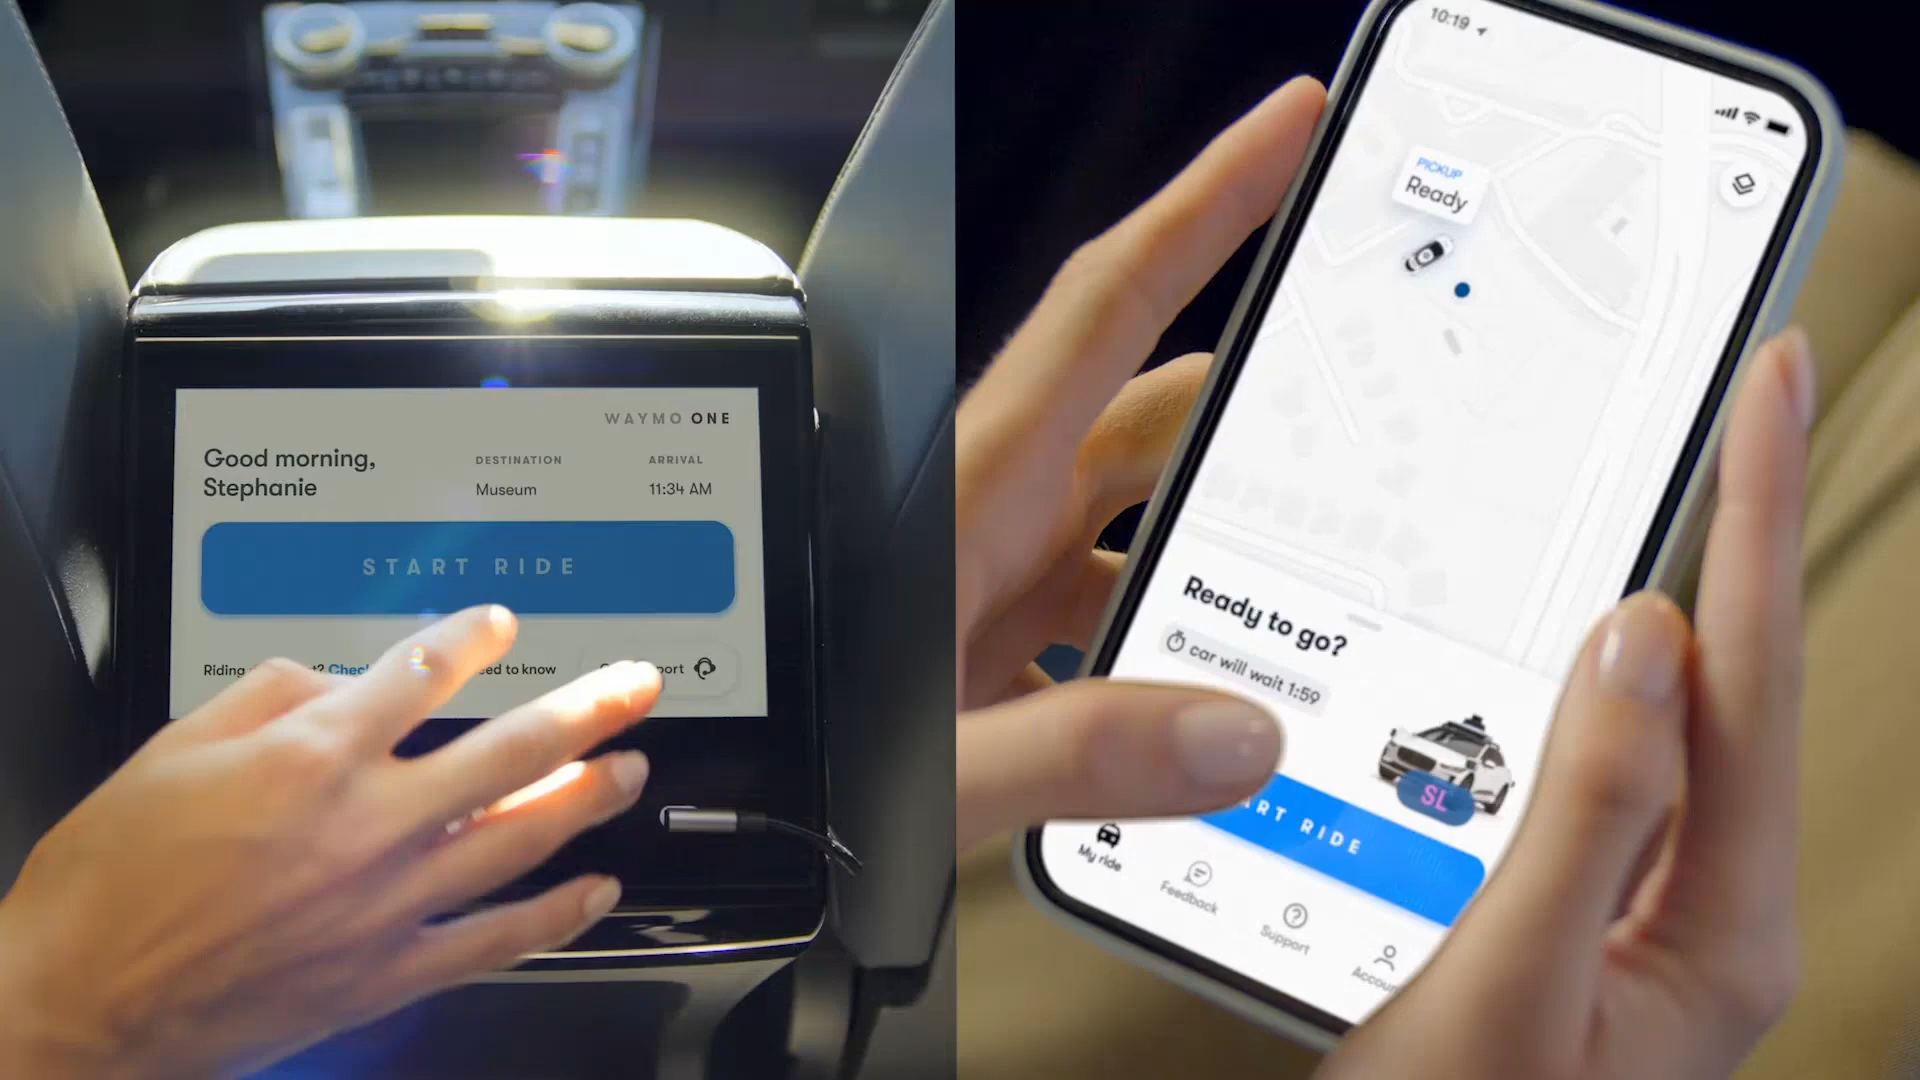 WAYMO ONE
Good morning,
Stephanie
DESTINATION
Museum
ARRIVAL
11:34 AM
START RIDE
Riding
need to know
10:19
PICKUP
Ready
Ready to go?
car will wait 1:59
SL
RIDE
My ride
Feedback
Support